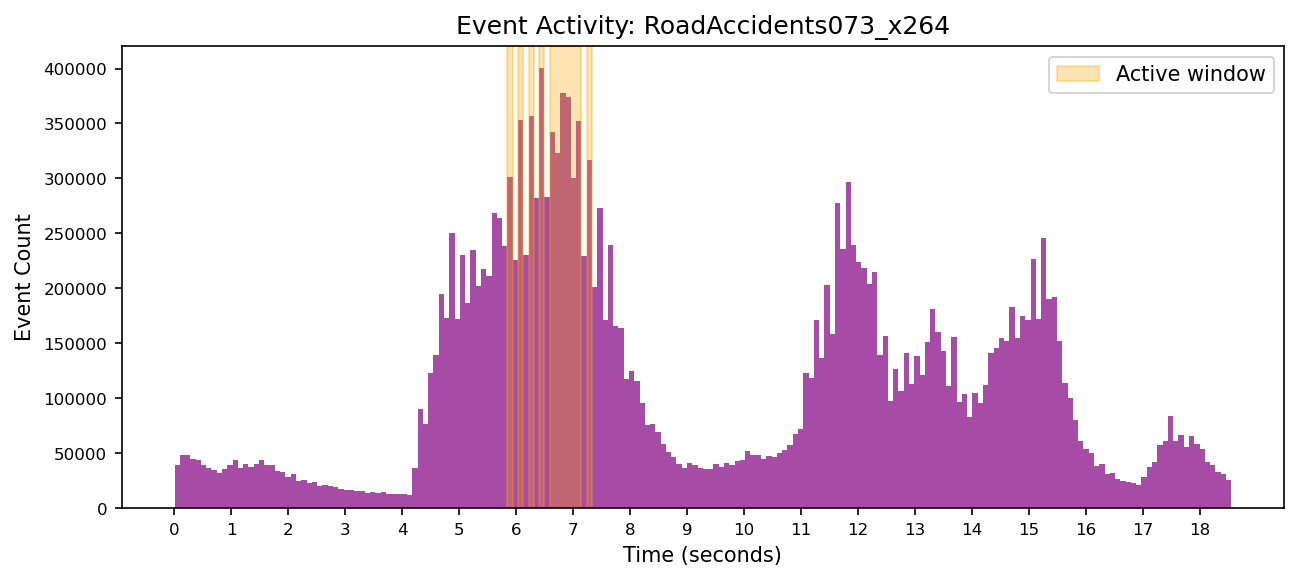 Event Activity: RoadAccidents073_x264
Active window
Event Count
400000
350000
300000
250000
200000
150000
100000
50000
0
0 1 2 3 4 5 6 7 8 9 10 11 12 13 14 15 16 17 18
Time (seconds)